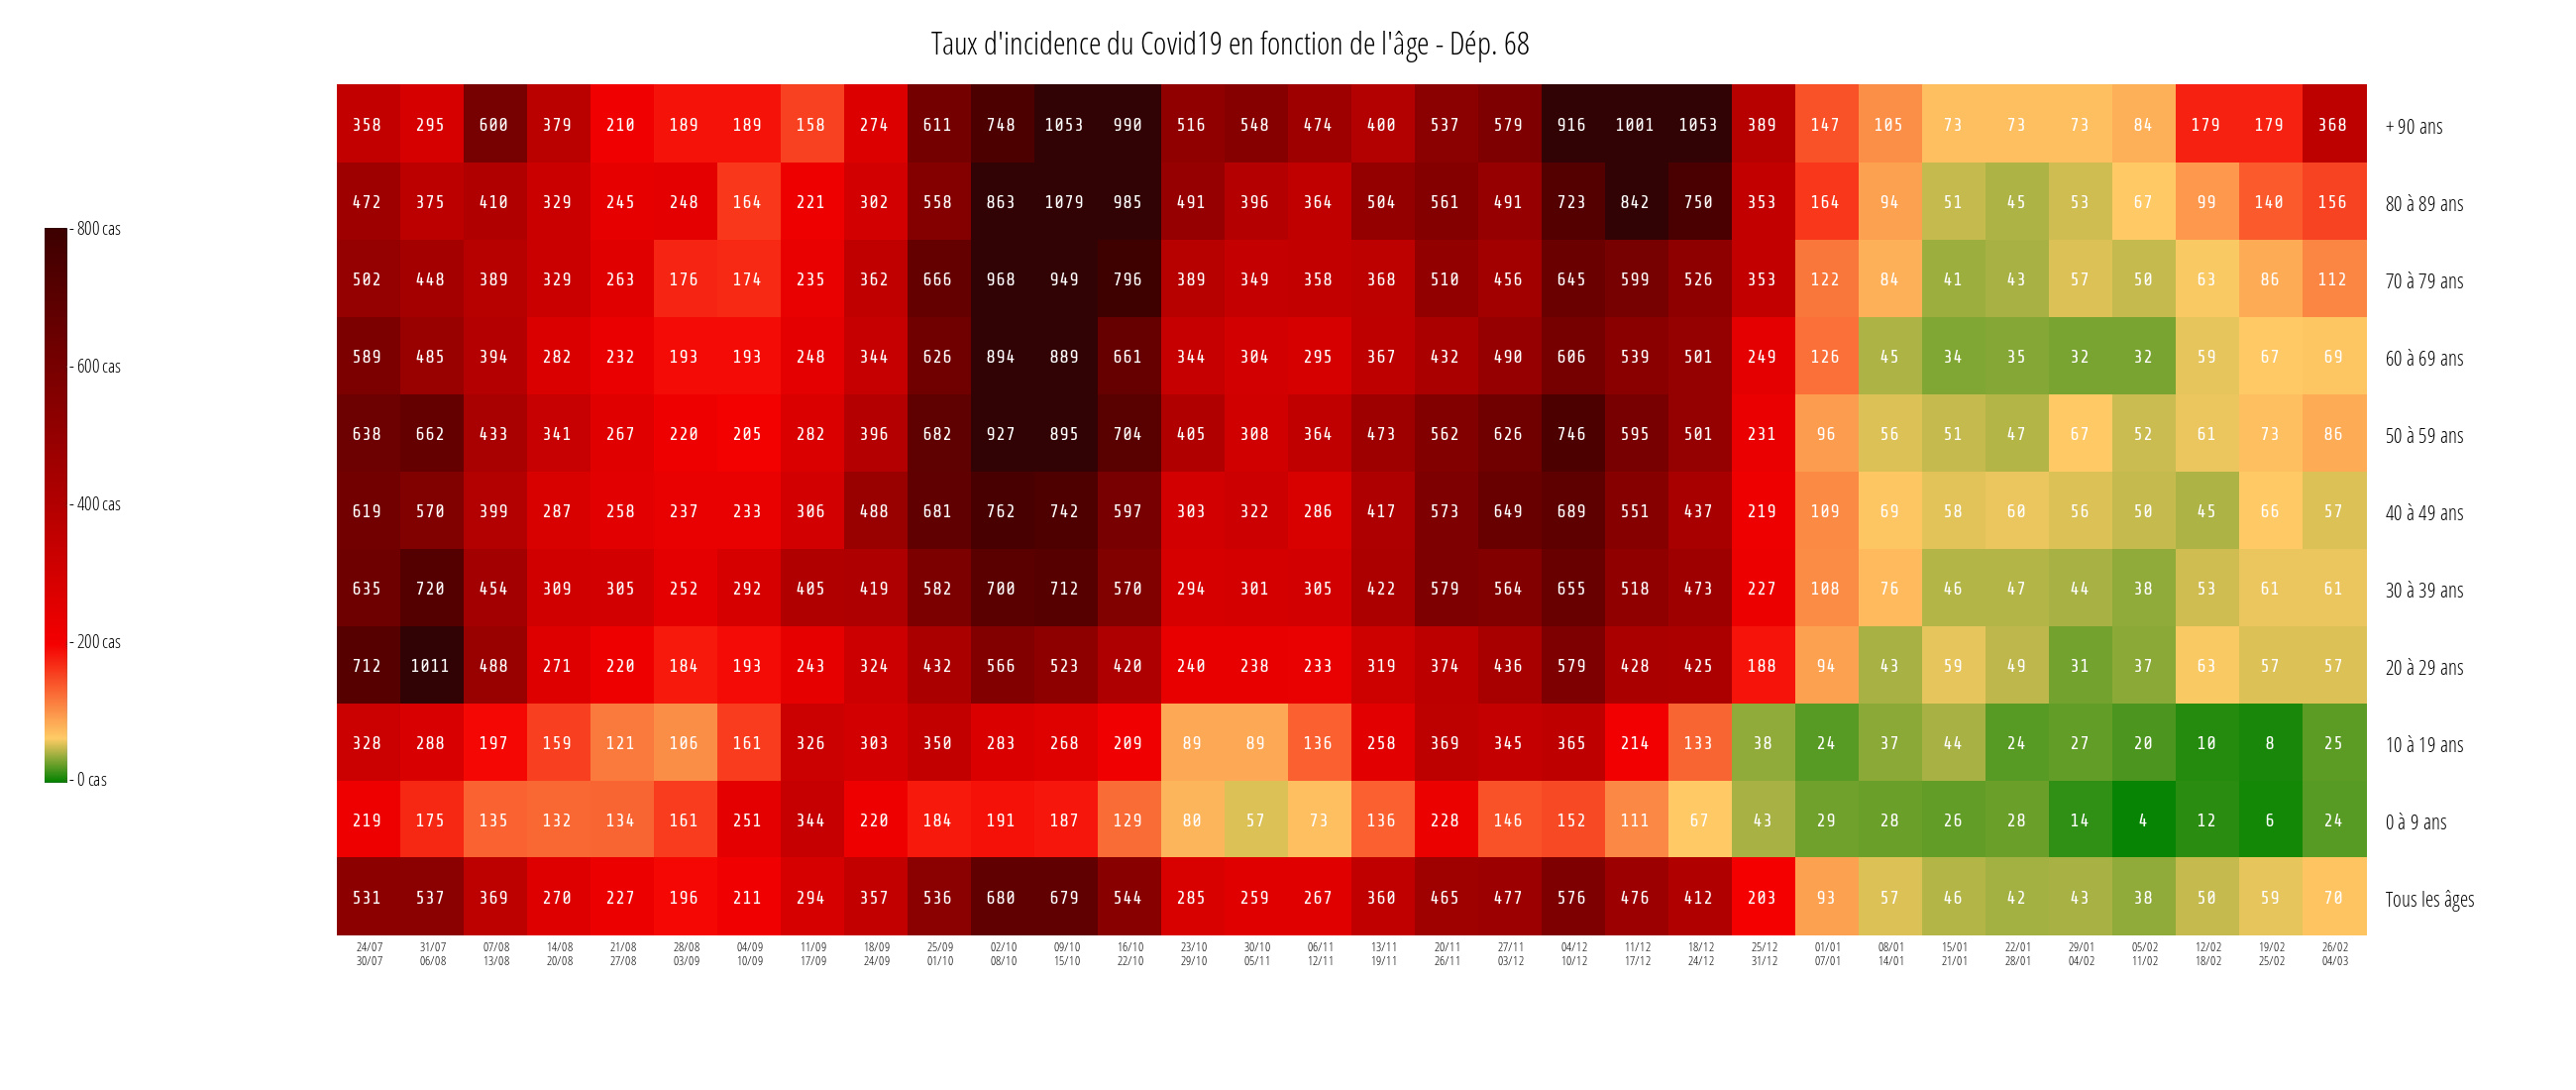 Taux d'incidence du Covid19 en fonction de l'âge - Dép. 68
- 800 cas
- 600 cas
- 400 cas
- 200 cas
- 0 cas
358 295 600 379 210 189 189 158 274 611 748 1053 990 516 548 474 400 537 579 916 1001 1053 389 147 105 73 73 73 84 179 179 368 + 90 ans
472 375 410 329 245 248 164 221 302 558 863 1079 985 491 396 364 504 561 491 723 842 750 353 164 94 51 45 53 67 99 140 156 80 à 89 ans
502 448 389 329 263 176 174 235 362 666 968 949 796 389 349 358 368 510 456 645 599 526 353 122 84 41 43 57 50 63 86 112 70 à 79 ans
589 485 394 282 232 193 193 248 344 626 894 889 661 344 304 295 367 432 490 606 539 501 249 126 45 34 35 32 32 59 67 69 60 à 69 ans
638 662 433 341 267 220 205 282 396 682 927 895 704 405 308 364 473 562 626 746 595 501 231 96 56 51 47 67 52 61 73 86 50 à 59 ans
619 570 399 287 258 237 233 306 488 681 762 742 597 303 322 286 417 573 649 689 551 437 219 109 69 58 60 56 50 45 66 57 40 à 49 ans
635 720 454 309 305 252 292 405 419 582 700 712 570 294 301 305 422 579 564 655 518 473 227 108 76 46 47 44 38 53 61 61 30 à 39 ans
712 1011 488 271 220 184 193 243 324 432 566 523 420 240 238 233 319 374 436 579 428 425 188 94 43 59 49 31 37 63 57 57 20 à 29 ans
328 288 197 159 121 106 161 326 303 350 283 268 209 89 89 136 258 369 345 365 214 133 38 24 37 44 24 27 20 10 8 25 10 à 19 ans
219 175 135 132 134 161 251 344 220 184 191 187 129 80 57 73 136 228 146 152 111 67 43 29 28 26 28 14 4 12 6 24 0 à 9 ans
531 537 369 270 227 196 211 294 357 536 680 679 544 285 259 267 360 465 477 576 476 412 203 93 57 46 42 43 38 50 59 70 Tous les âges
24/07 31/07 07/08 14/08 21/08 28/08 04/09 11/09 18/09 25/09 02/10 09/10 16/10 23/10 30/10 06/11 13/11 20/11 27/11 04/12 11/12 18/12 25/12 01/01 08/01 15/01 22/01 29/01 05/02 12/02 19/02 26/02
30/07 06/08 13/08 20/08 27/08 03/09 10/09 17/09 24/09 01/10 08/10 15/10 22/10 29/10 05/11 12/11 19/11 26/11 03/12 10/12 17/12 24/12 31/12 07/01 14/01 21/01 28/01 04/02 11/02 18/02 25/02 04/03